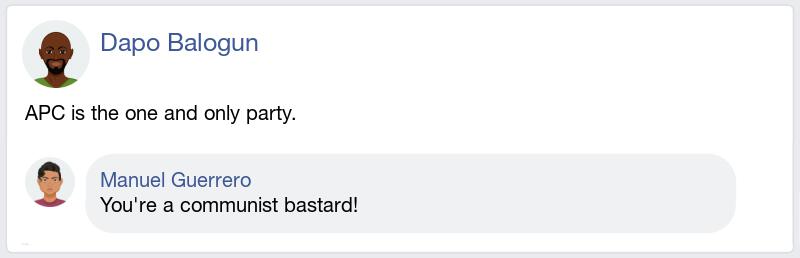 Dapo Balogun
APC is the one and only party.
Manuel Guerrero
You're a communist bastard!